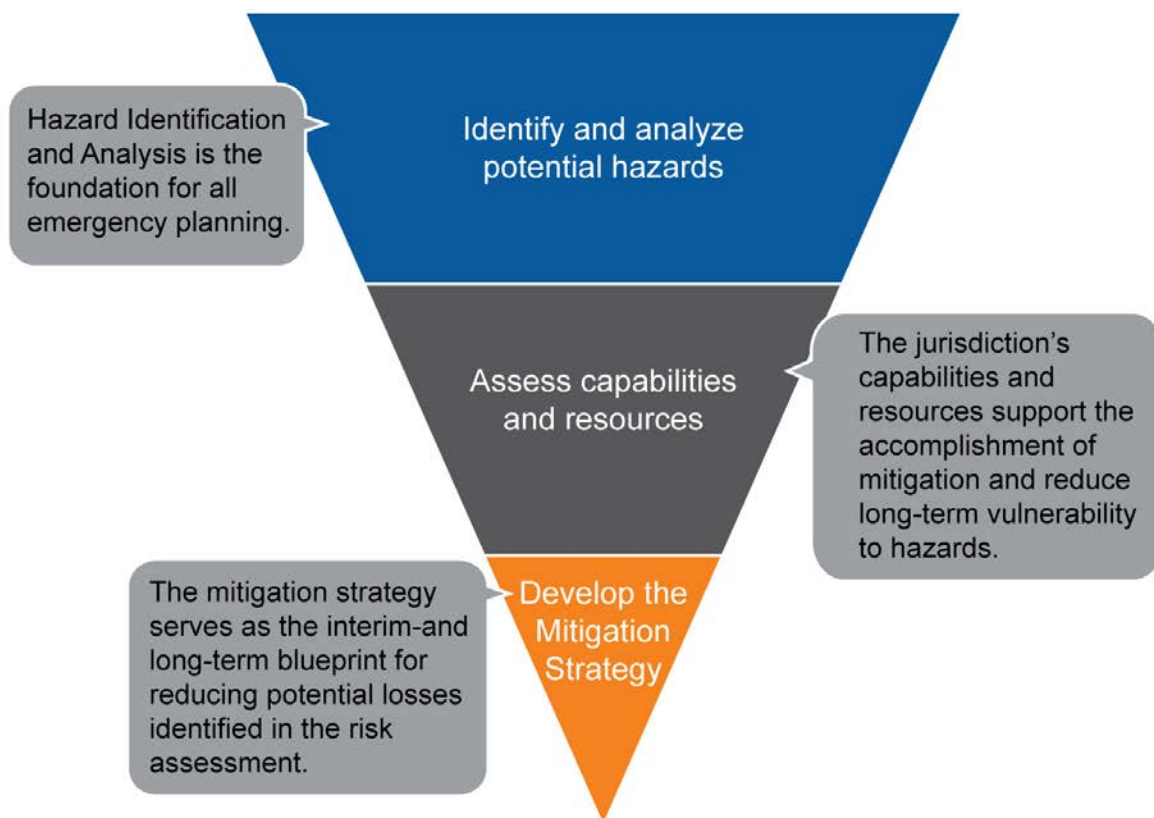 Identify and analyze
potential hazards
Hazard Identification
and Analysis is the
foundation for all
emergency planning.
Assess capabilities
and resources
The jurisdiction's
capabilities and
resources support the
accomplishment of
mitigation and reduce
long-term vulnerability
to hazards.
Develop the
Mitigation
Strategy
The mitigation strategy
serves as the interim-and
long-term blueprint for
reducing potential losses
identified in the risk
assessment.